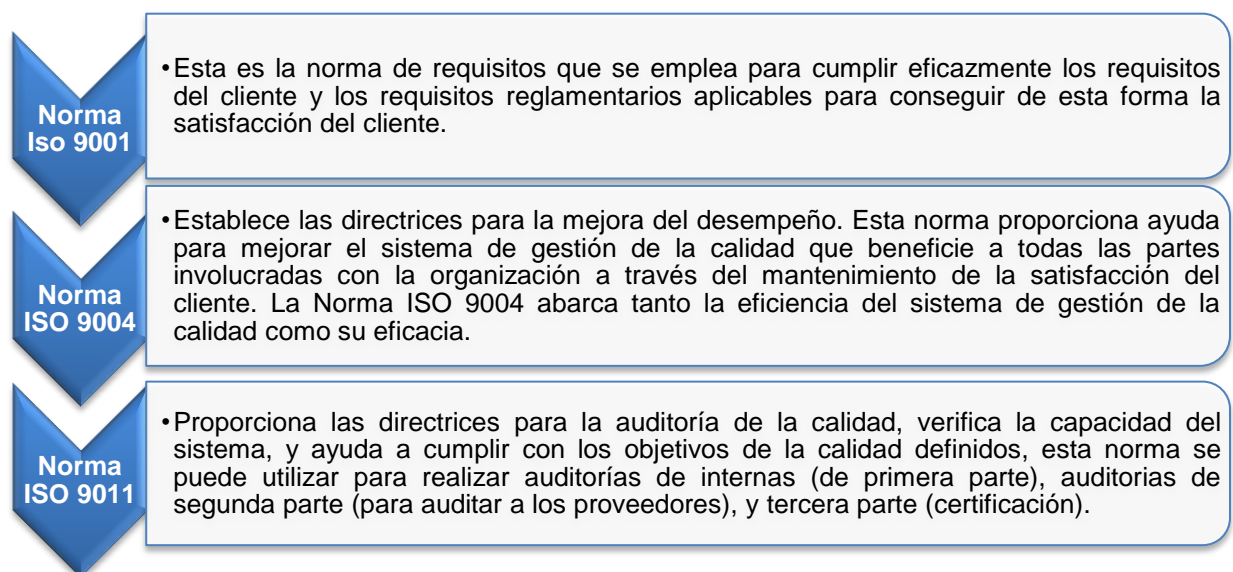 Norma
Iso 9001
•Esta es la norma de requisitos que se emplea para cumplir eficazmente los requisitos
del cliente y los requisitos reglamentarios aplicables para conseguir de esta forma la
satisfacción del cliente.
Norma
ISO 9004
•Establece las directrices para la mejora del desempeño. Esta norma proporciona ayuda
para mejorar el sistema de gestión de la calidad que beneficie a todas las partes
involucradas con la organización a través del mantenimiento de la satisfacción del
cliente. La Norma ISO 9004 abarca tanto la eficiencia del sistema de gestión de la
calidad como su eficacia.
Norma
ISO 9011
•Proporciona las directrices para la auditoría de la calidad, verifica la capacidad del
sistema, y ayuda a cumplir con los objetivos de la calidad definidos, esta norma se
puede utilizar para realizar auditorías de internas (de primera parte), auditorias de
segunda parte (para auditar a los proveedores), y tercera parte (certificación).